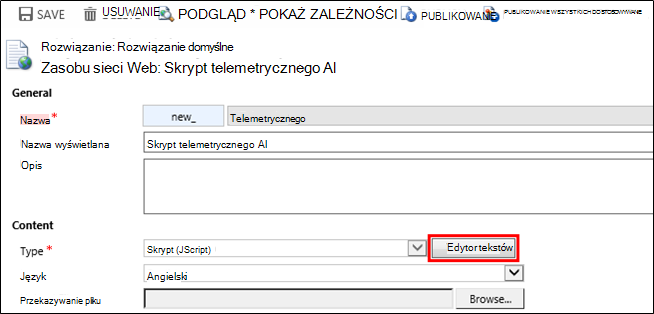 SAVE USUWANIE PODGLĄD * POKAŻ ZALEŻNOŚCI PUBLIKOWANIE PUBLIKOWANIE WSZYSTKICH DOSTOSOWYWANIE
Rozwiązanie: Rozwiązanie domyślne
Zasobu sieci Web: Skrypt telemetrycznego AI
General
Nazwa * new_ Telemetrycznego
Nazwa wyświetlana Skrypt telemetrycznego AI
Opis
Content
Type * Skrypt (JScript) Edytor tekstów
Język Angielski
Przekazywanie pliku Browse...